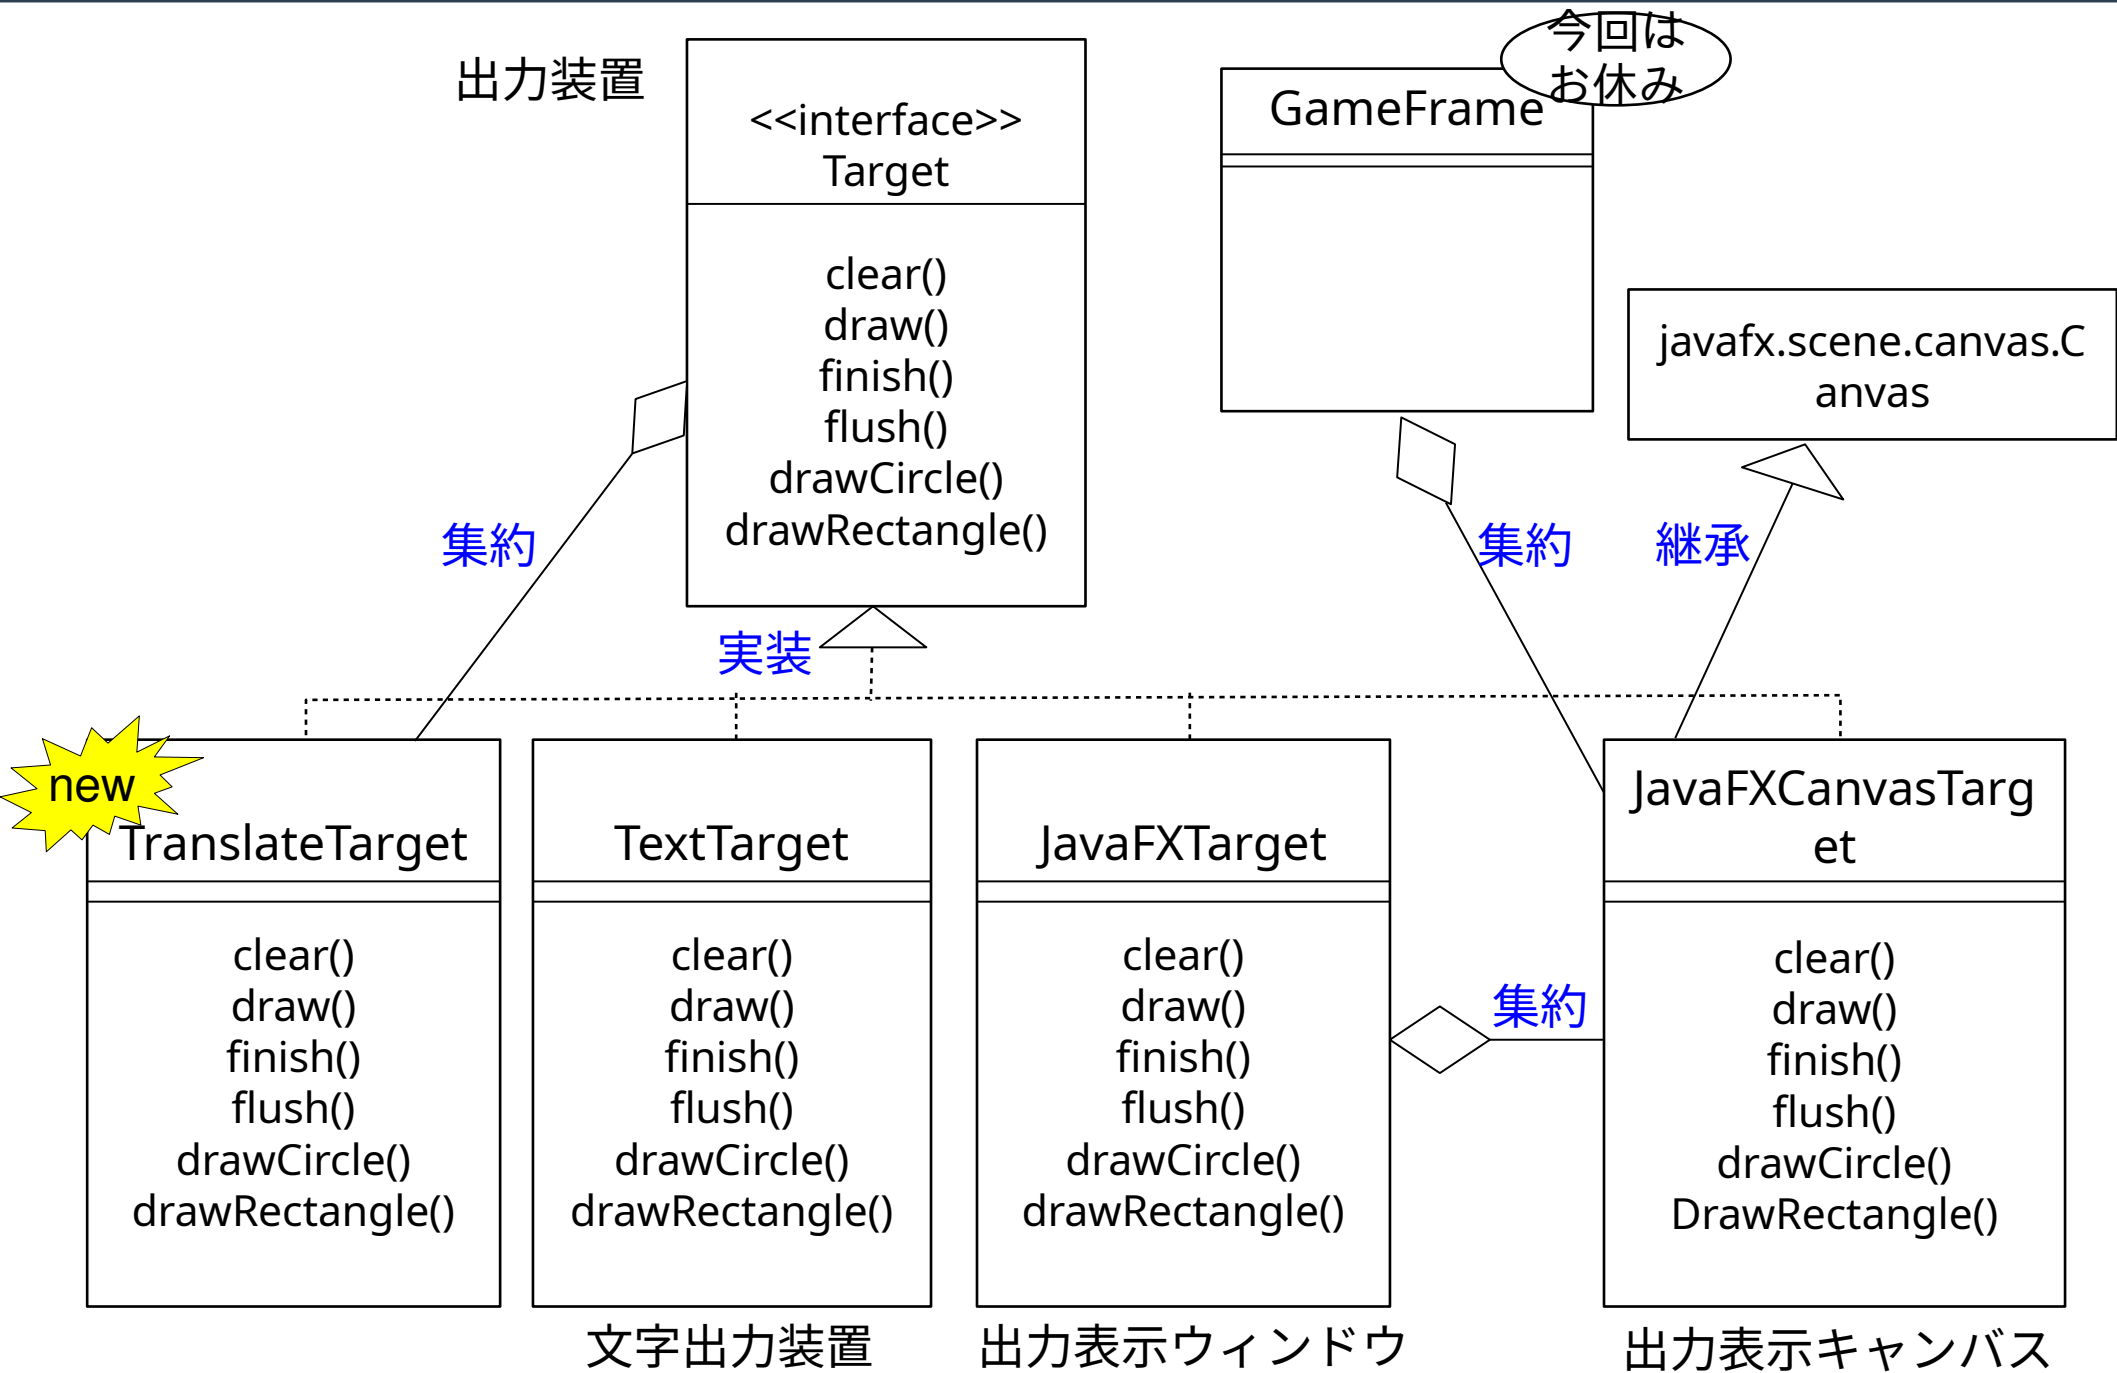 今回は
お休み
出力装置
<<interface>>
Target
clear()
draw()
finish()
flush()
drawCircle()
drawRectangle()
GameFrame
javafx.scene.canvas.C
anvas
集約
集約
継承
実装
new
TranslateTarget
clear()
draw()
finish()
flush()
drawCircle()
drawRectangle()
TextTarget
clear()
draw()
finish()
flush()
drawCircle()
drawRectangle()
文字出力装置
JavaFXTarget
clear()
draw()
finish()
flush()
drawCircle()
drawRectangle()
出力表示ウィンドウ
集約
JavaFXCanvasTarg
et
clear()
draw()
finish()
flush()
drawCircle()
DrawRectangle()
出力表示キャンバス